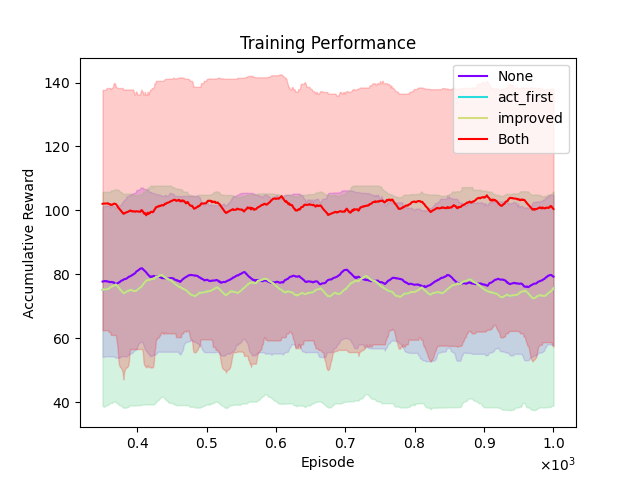 Training Performance
Accumulative Reward
140
120
100
80
60
40
None
act_first
improved
Both
0.4 0.5 0.6 0.7 0.8 0.9 1.0
Episode
×10³